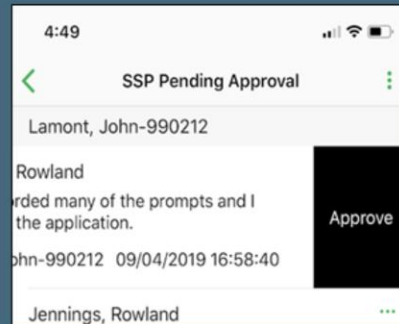 4:49
SSP Pending Approval
Lamont, John-990212
Rowland
rded many of the prompts and I
the application.
Approve
ohn-990212 09/04/2019 16:58:40
Jennings, Rowland